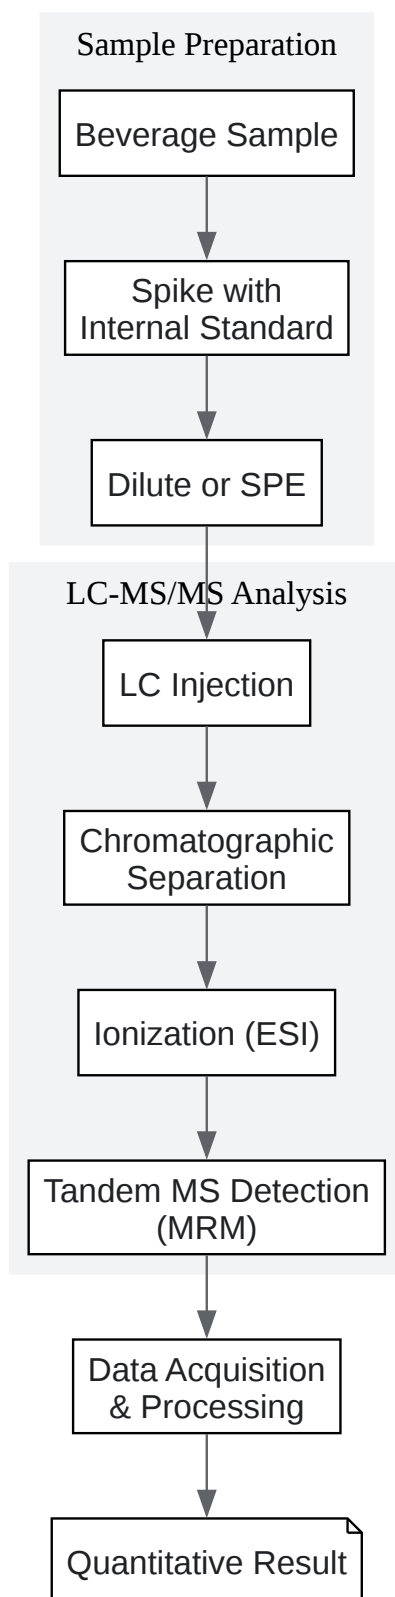 Sample Preparation
Beverage Sample
Spike with
Internal Standard
Dilute or SPE
LC-MS/MS Analysis
LC Injection
Chromatographic
Separation
Ionization (ESI)
Tandem MS Detection
(MRM)
Data Acquisition
& Processing
Quantitative Result